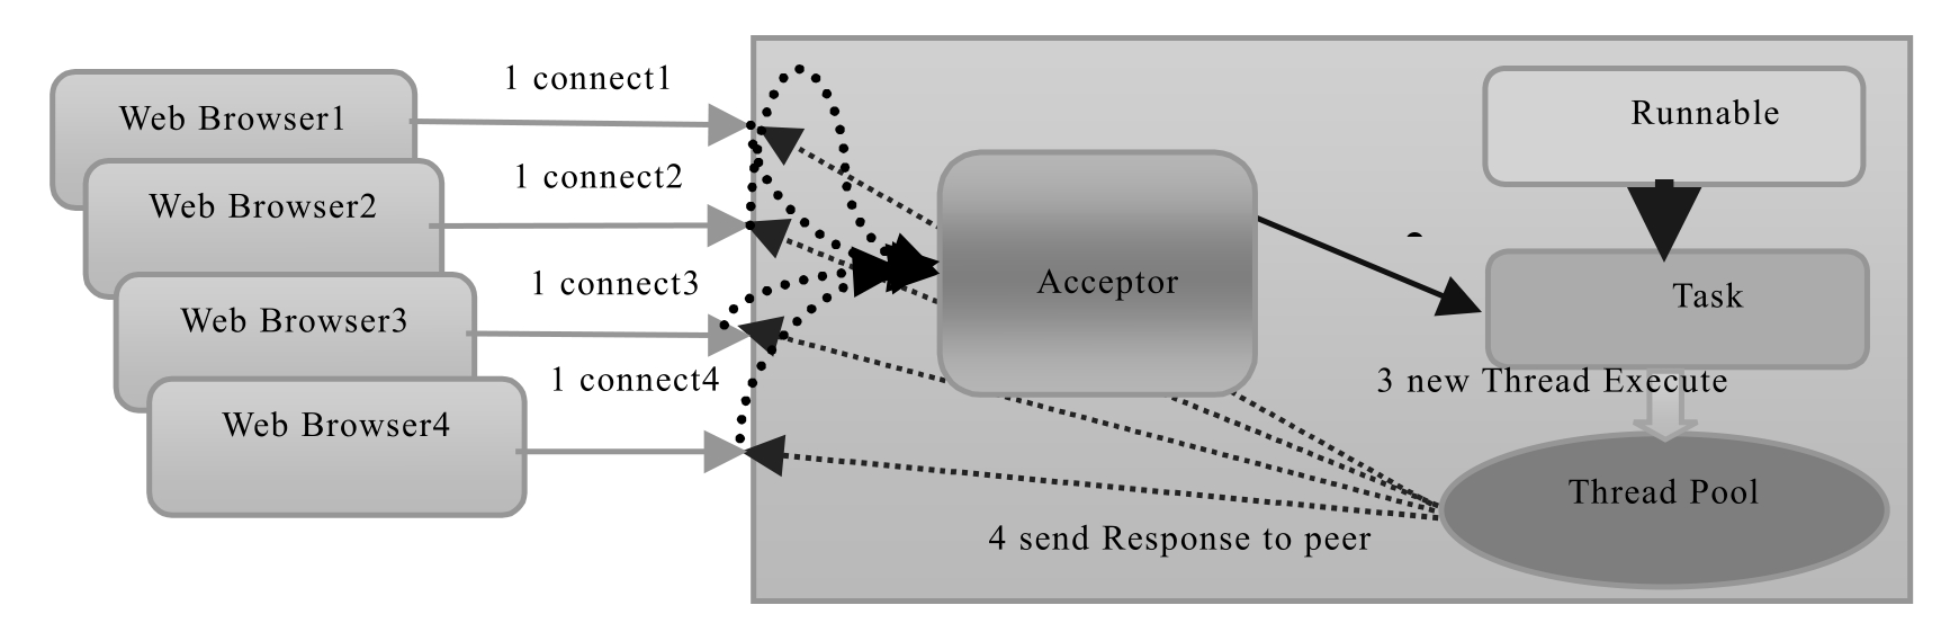 1 connect1
Web Browser1
Runnable
1 connect2
Web Browser2
1 connect3
Acceptor
Task
Web Browser3
1 connect4
3 new Thread Execute
Web Browser4
Thread Pool
4 send Response to peer